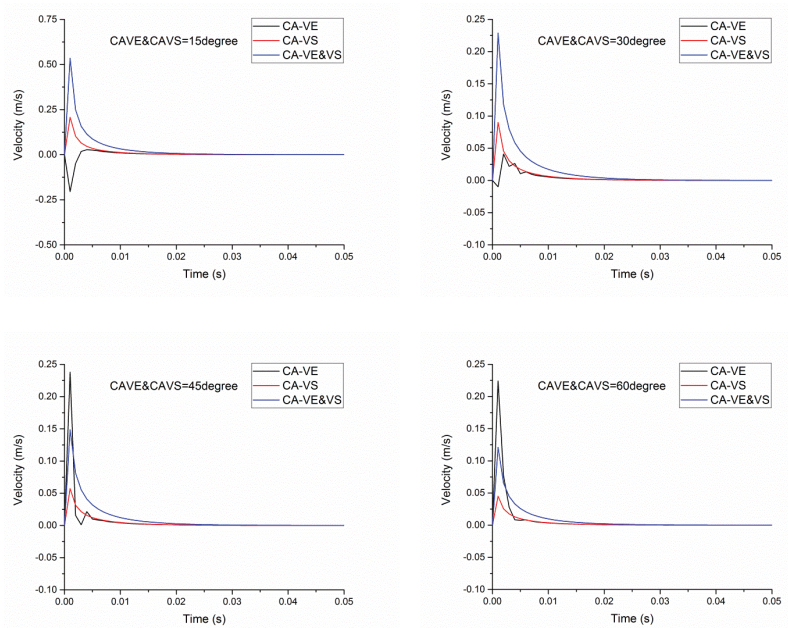 CAVE&CAVS=15degree
CA-VE
CA-VS
CA-VE&VS
Velocity (m/s)
0.75
0.50
0.25
0.00
-0.25
-0.50
0.00 0.01 0.02 0.03 0.04 0.05
Time (s)
CAVE&CAVS=30degree
CA-VE
CA-VS
CA-VE&VS
Velocity (m/s)
0.25
0.20
0.15
0.10
0.05
0.00
-0.05
-0.10
0.00 0.01 0.02 0.03 0.04 0.05
Time (s)
CAVE&CAVS=45degree
CA-VE
CA-VS
CA-VE&VS
Velocity (m/s)
0.25
0.20
0.15
0.10
0.05
0.00
-0.05
-0.10
0.00 0.01 0.02 0.03 0.04 0.05
Time (s)
CAVE&CAVS=60degree
CA-VE
CA-VS
CA-VE&VS
Velocity (m/s)
0.25
0.20
0.15
0.10
0.05
0.00
-0.05
-0.10
0.00 0.01 0.02 0.03 0.04 0.05
Time (s)